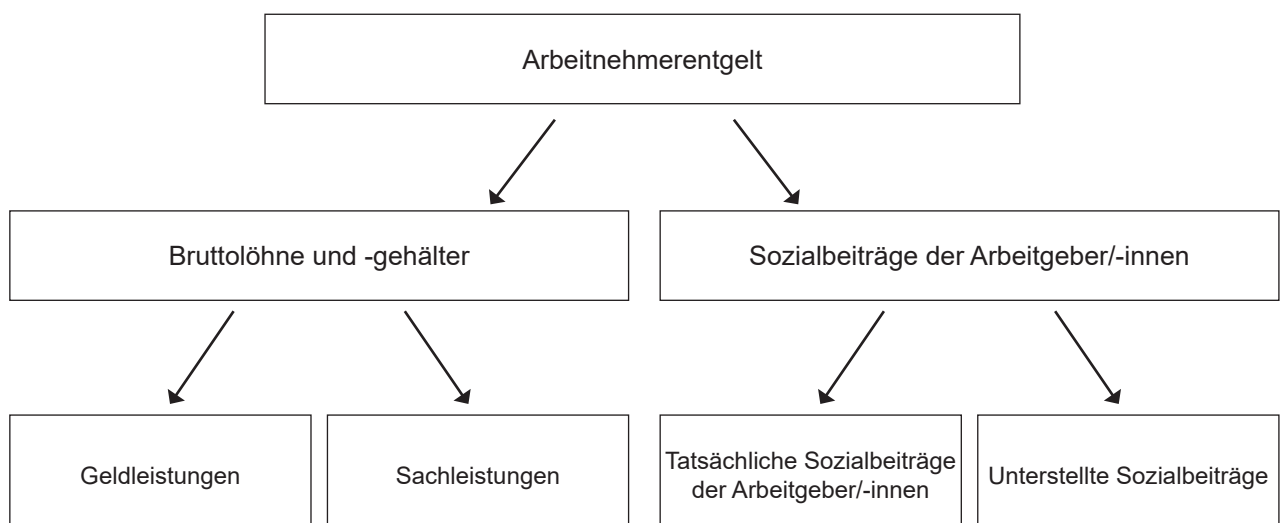 Arbeitnehmerentgelt
Bruttolöhne und -gehälter
Sozialbeiträge der Arbeitgeber/-innen
Geldleistungen
Sachleistungen
Tatsächliche Sozialbeiträge
der Arbeitgeber/-innen
Unterstellte Sozialbeiträge